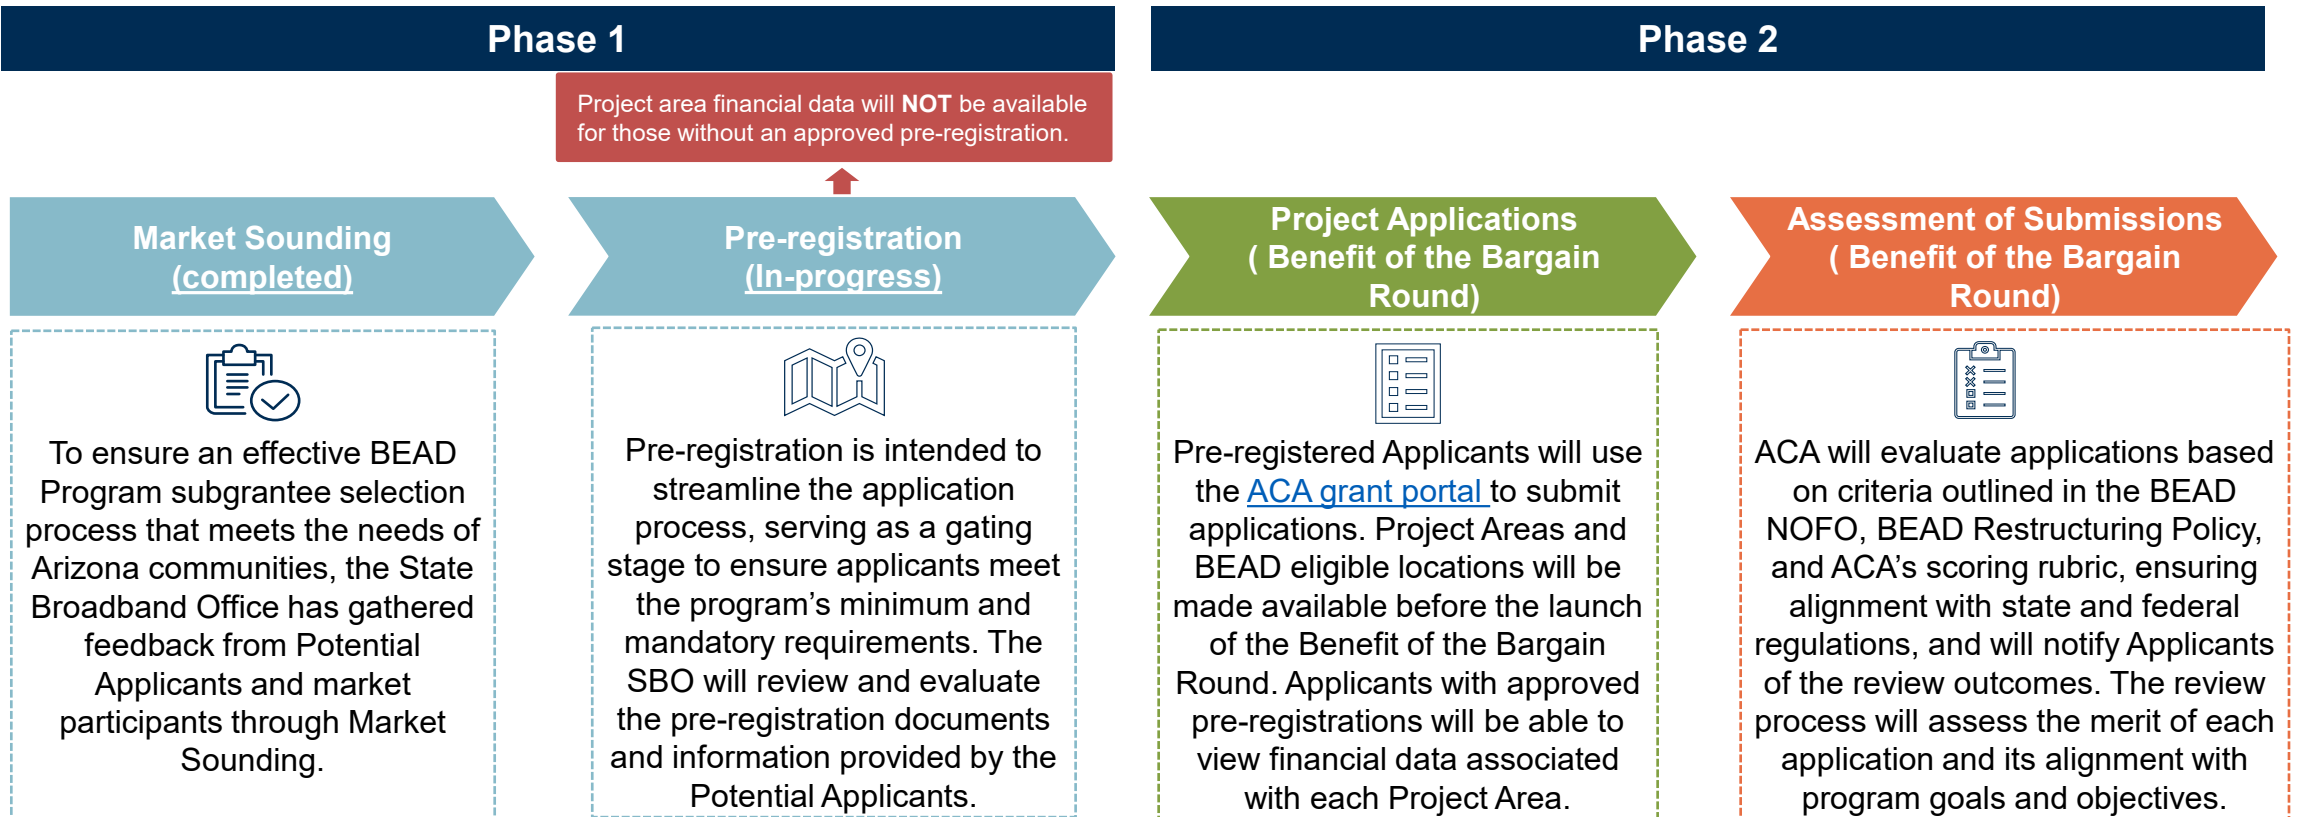 Phase 1
Phase 2
Project area financial data will NOT be available
for those without an approved pre-registration.
Market Sounding
(completed)
Pre-registration
(In-progress)
Project Applications
( Benefit of the Bargain
Round)
Assessment of Submissions
( Benefit of the Bargain
Round)
To ensure an effective BEAD
Program subgrantee selection
process that meets the needs of
Arizona communities, the State
Broadband Office has gathered
feedback from Potential
Applicants and market
participants through Market
Sounding.
Pre-registration is intended to
streamline the application
process, serving as a gating
stage to ensure applicants meet
the program’s minimum and
mandatory requirements. The
SBO will review and evaluate
the pre-registration documents
and information provided by the
Potential Applicants.
Pre-registered Applicants will use
the ACA grant portal to submit
applications. Project Areas and
BEAD eligible locations will be
made available before the launch
of the Benefit of the Bargain
Round. Applicants with approved
pre-registrations will be able to
view financial data associated
with each Project Area.
ACA will evaluate applications based
on criteria outlined in the BEAD
NOFO, BEAD Restructuring Policy,
and ACA’s scoring rubric, ensuring
alignment with state and federal
regulations, and will notify Applicants
of the review outcomes. The review
process will assess the merit of each
application and its alignment with
program goals and objectives.